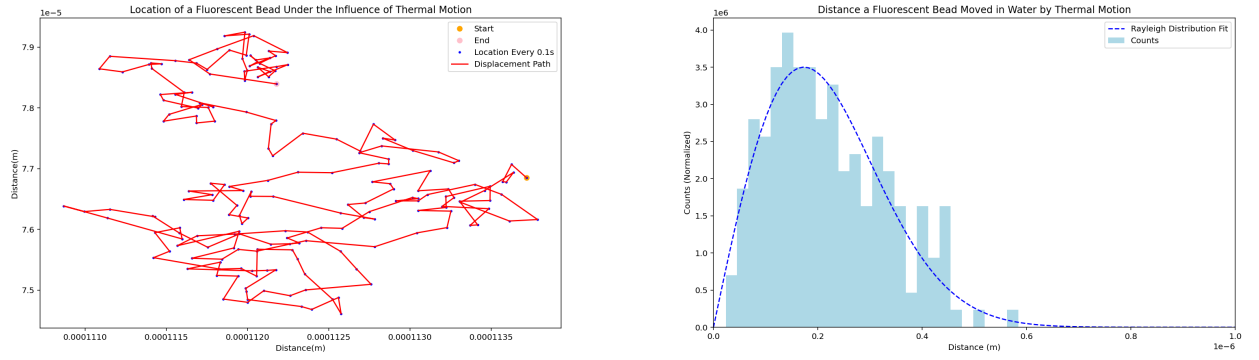 Location of a Fluorescent Bead Under the Influence of Thermal Motion
1e−5
Start
End
Location Every 0.1s
Displacement Path
7.9
7.8
7.7
7.6
7.5
Distance(m)
0.0001110
0.0001115
0.0001120
0.0001125
0.0001130
0.0001135
Distance(m)
Distance a Fluorescent Bead Moved in Water by Thermal Motion
1e6
Rayleigh Distribution Fit
Counts
4.0
3.5
3.0
2.5
2.0
1.5
1.0
0.5
0.0
Counts (Normalized)
0.0
0.2
0.4
0.6
0.8
1.0
1e−6
Distance (m)